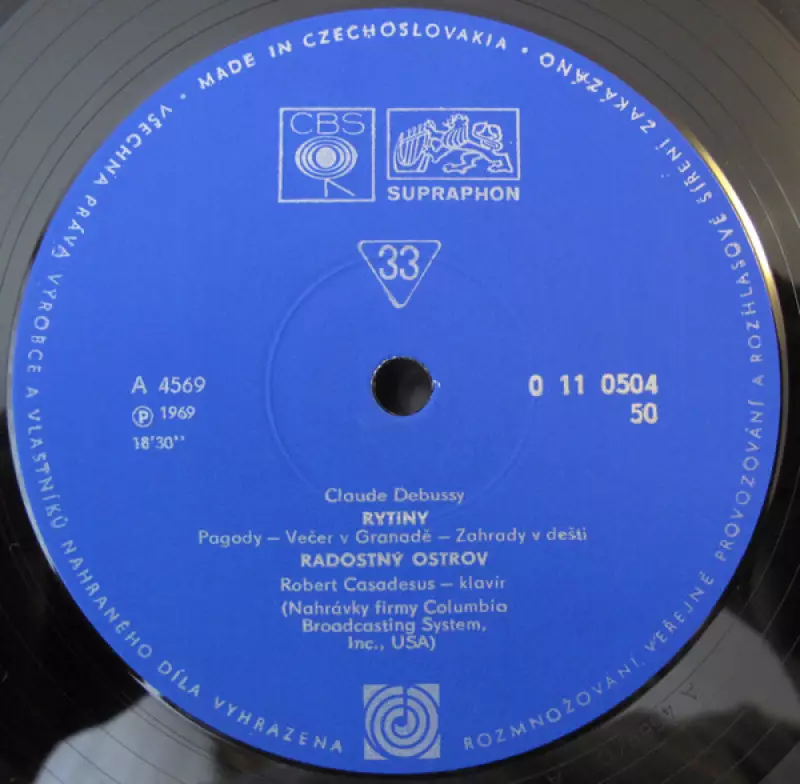 • MADE IN CZECHOSLOVAKIA •
VŠECHNA PRÁVA VÝROBCE A VLASTNÍKŮ NAHRANÉHO DÍLA VYHRAZENA
ROZMNOŽOVÁNÍ, VEŘEJNÉ PROVOZOVÁNÍ A ROZHLASOVÉ ŠÍŘENÍ ZAKÁZÁNO
CBS
SUPRAPHON
33
A 4569
℗ 1969
18'30''
0 11 0504
50
Claude Debussy
RYTINY
Pagody – Večer v Granadě – Zahrady v dešti
RADOSTNÝ OSTROV
Robert Casadesus – klavír
(Nahrávky firmy Columbia
Broadcasting System,
Inc., USA)